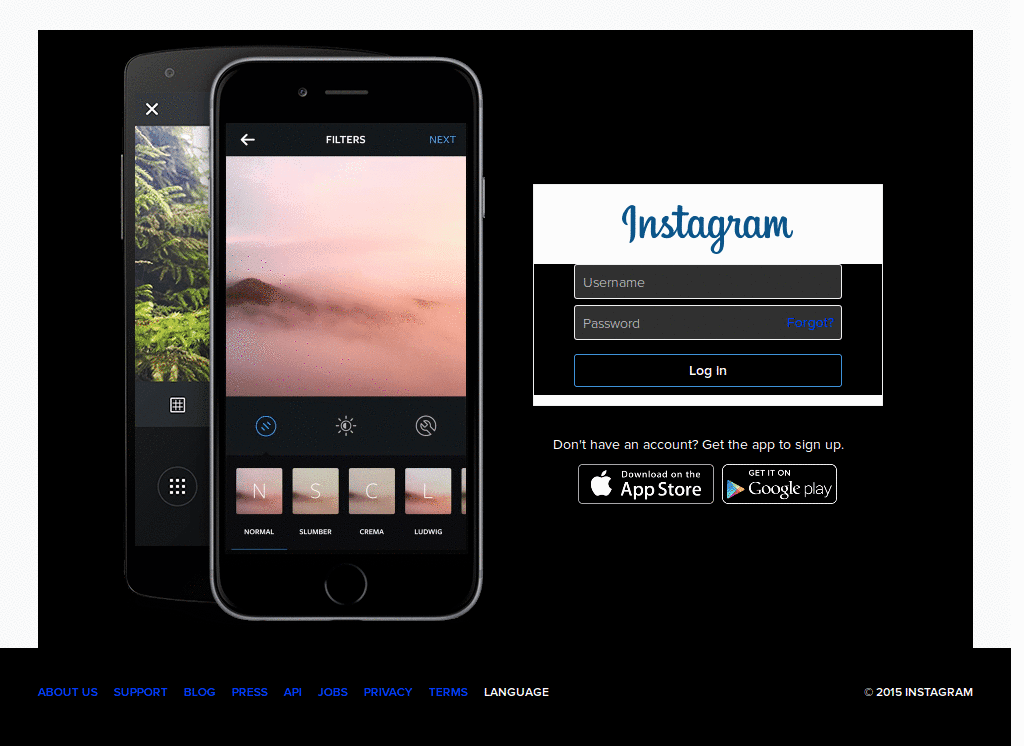 FILTERS
NEXT
N
S
C
L
NORMAL
SLUMBER
CREMA
LUDWIG
Instagram
Username
Password
Forgot?
Log in
Don't have an account? Get the app to sign up.
Download on the
App Store
GET IT ON
Google play
ABOUT US
SUPPORT
BLOG
PRESS
API
JOBS
PRIVACY
TERMS
LANGUAGE
© 2015 INSTAGRAM